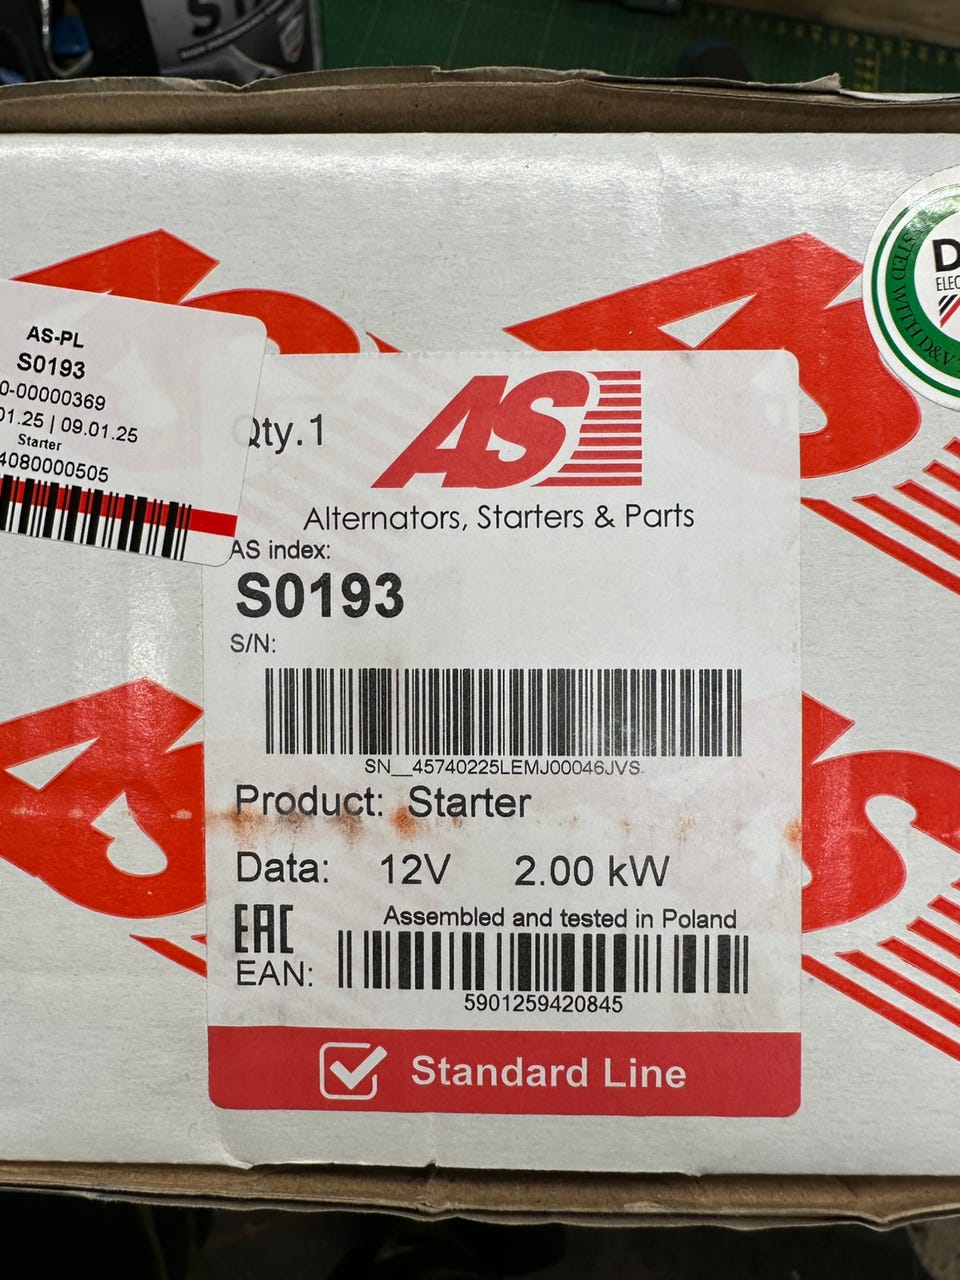 AS-PL
S0193
0-00000369
01.25 | 09.01.25
Starter
4080000505
Qty.1
AS
Alternators, Starters & Parts
AS index:
S0193
S/N:
SN__45740225LEMJ00046JVS
Product: Starter
Data: 12V 2.00 kW
EAC
Assembled and tested in Poland
EAN:
5901259420845
Standard Line
WITH D&V